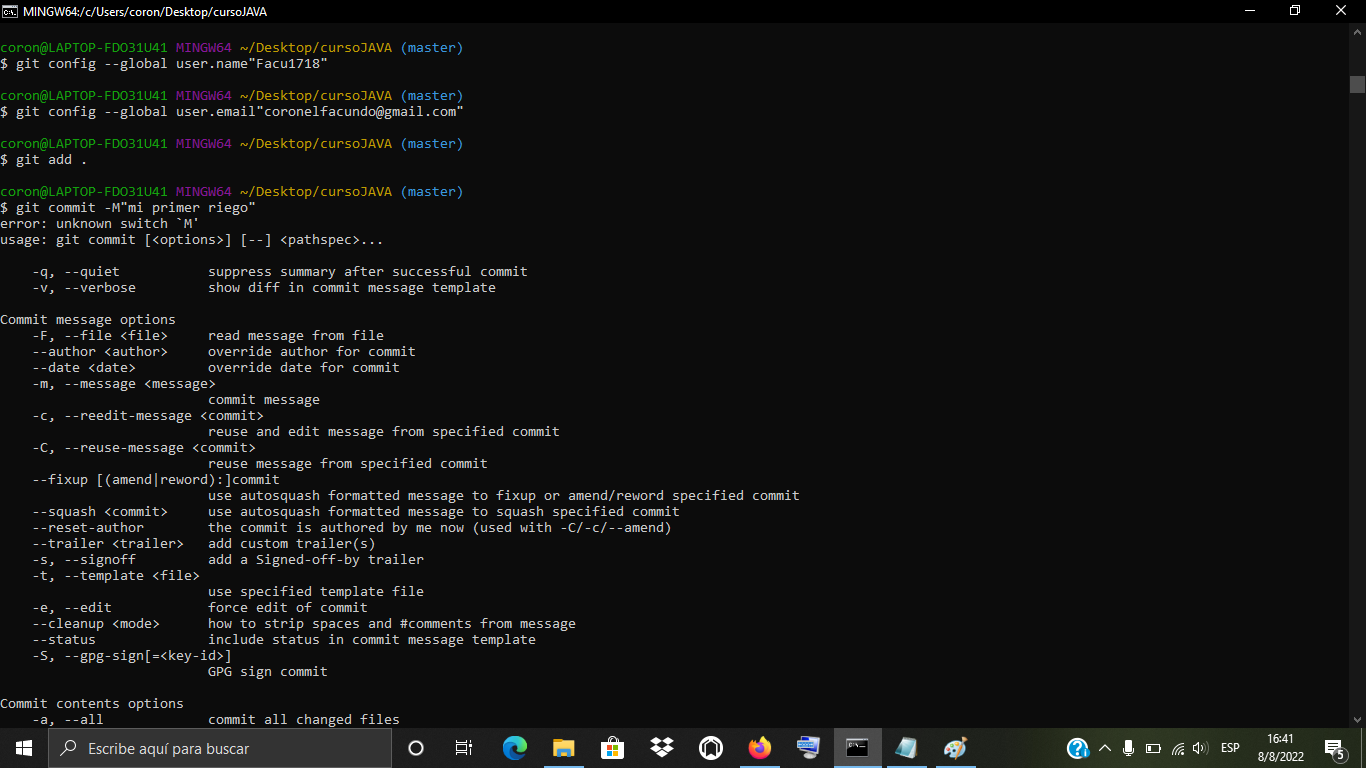 MINGW64:/c/Users/coron/Desktop/cursoJAVA
coron@LAPTOP-FDO31U41 MINGW64 ~/Desktop/cursoJAVA (master)
$ git config --global user.name"Facu1718"
coron@LAPTOP-FDO31U41 MINGW64 ~/Desktop/cursoJAVA (master)
$ git config --global user.email"coronelfacundo@gmail.com"
coron@LAPTOP-FDO31U41 MINGW64 ~/Desktop/cursoJAVA (master)
$ git add .
coron@LAPTOP-FDO31U41 MINGW64 ~/Desktop/cursoJAVA (master)
$ git commit -M"mi primer riego"
error: unknown switch `M'
usage: git commit [<options>] [--] <pathspec>...
-q, --quiet suppress summary after successful commit
-v, --verbose show diff in commit message template
Commit message options
-F, --file <file> read message from file
--author <author> override author for commit
--date <date> override date for commit
-m, --message <message>
commit message
-c, --reedit-message <commit>
reuse and edit message from specified commit
-C, --reuse-message <commit>
reuse message from specified commit
--fixup [(amend|reword):]commit
use autosquash formatted message to fixup or amend/reword specified commit
--squash <commit> use autosquash formatted message to squash specified commit
--reset-author the commit is authored by me now (used with -C/-c/--amend)
--trailer <trailer> add custom trailer(s)
-s, --signoff add a Signed-off-by trailer
-t, --template <file>
use specified template file
-e, --edit force edit of commit
--cleanup <mode> how to strip spaces and #comments from message
--status include status in commit message template
-S, --gpg-sign[=<key-id>]
GPG sign commit
Commit contents options
-a, --all commit all changed files
Escribe aquí para buscar
ESP
16:41
8/8/2022
5